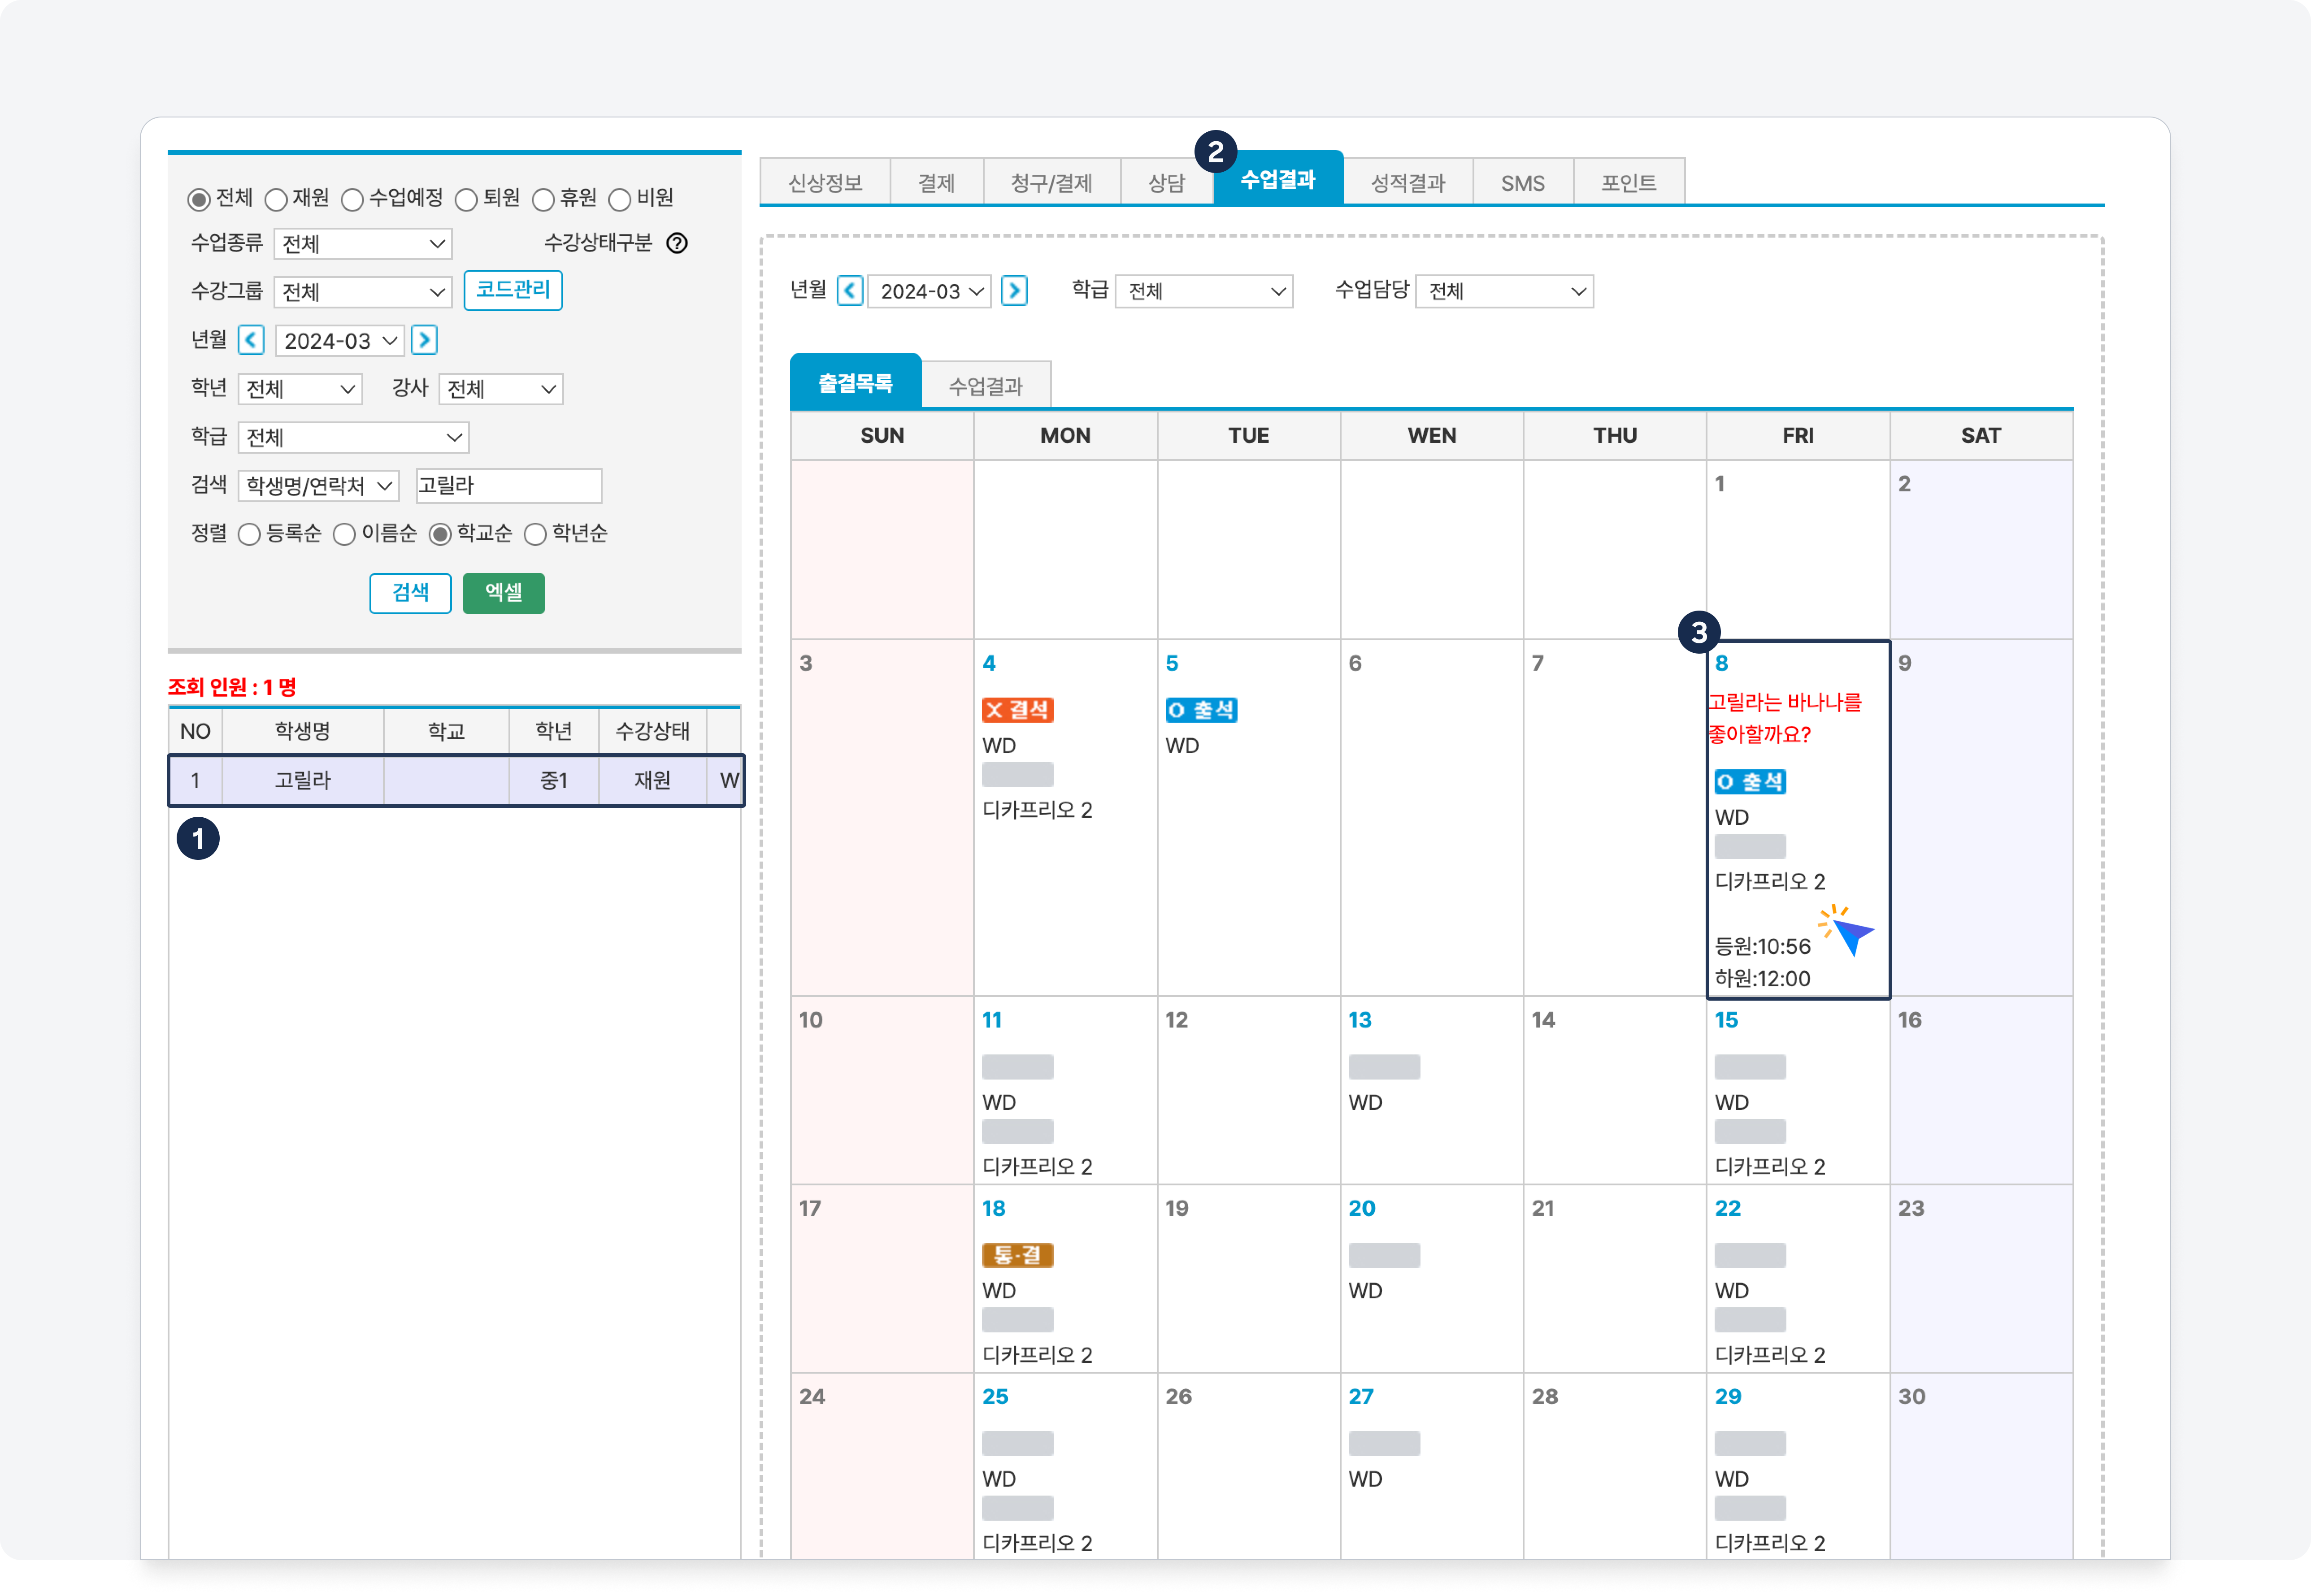 전체 재원 수업예정 퇴원 휴원 비원
수업종류 전체 수강상태구분 ?
수강그룹 전체 코드관리
년월 2024-03
학년 전체 강사 전체
학급 전체
검색 학생명/연락처 고릴라
정렬 등록순 이름순 학교순 학년순
검색 엑셀
조회 인원 : 1 명
NO 학생명 학교 학년 수강상태
1 고릴라 중1 재원 W
1
2
신상정보 결제 청구/결제 상담 수업결과 성적결과 SMS 포인트
년월 2024-03 학급 전체 수업담당 전체
출결목록 수업결과
SUN MON TUE WEN THU FRI SAT
1 2
3
3
4
X 결석
WD
디카프리오 2
5
O 출석
WD
6
7
8
고릴라는 바나나를
좋아할까요?
O 출석
WD
디카프리오 2
등원:10:56
하원:12:00
9
10
11
WD
디카프리오 2
12
13
WD
14
15
WD
디카프리오 2
16
17
18
통·결
WD
디카프리오 2
19
20
WD
21
22
WD
디카프리오 2
23
24
25
WD
디카프리오 2
26
27
WD
28
29
WD
디카프리오 2
30